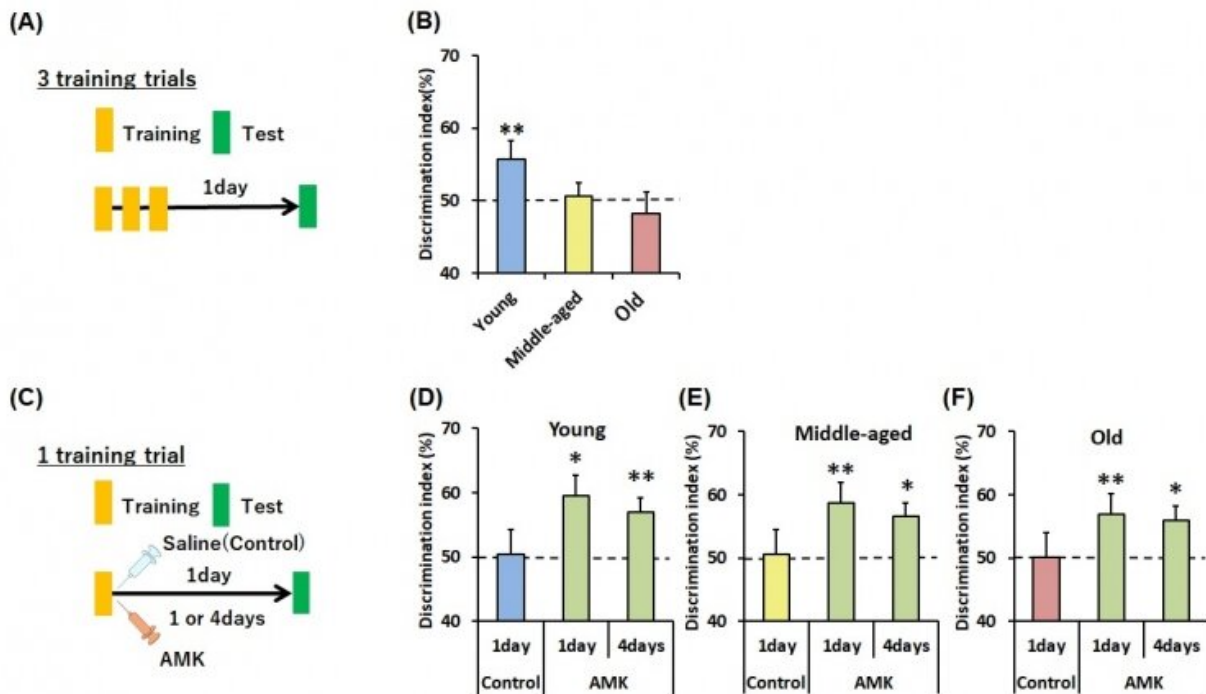 (A)
3 training trials
Training Test
1day
(B)
Discrimination index(%)
70
60
50
40
**
Young
Middle-aged
Old
(C)
1 training trial
Training Test
Saline(Control)
1day
1 or 4days
AMK
(D)
Discrimination index (%)
Young
70
60
50
40
* **
1day 1day 4days
Control AMK
(E)
Discrimination index (%)
Middle-aged
70
60
50
40
** *
1day 1day 4days
Control AMK
(F)
Discrimination index (%)
Old
70
60
50
40
** *
1day 1day 4days
Control AMK